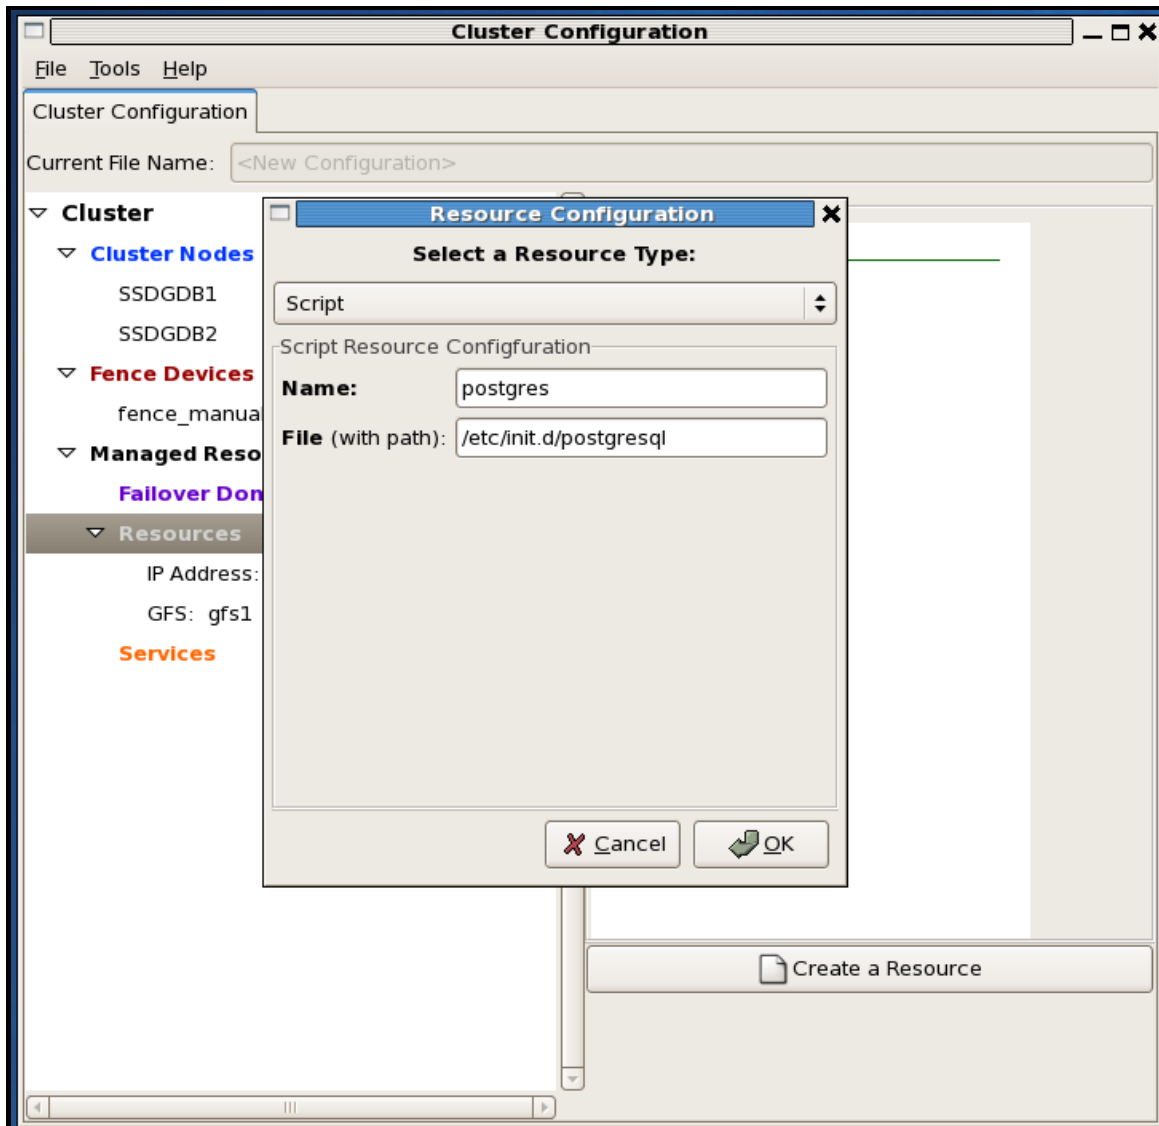 Cluster Configuration
File Tools Help
Cluster Configuration
Current File Name: <New Configuration>
Cluster
Cluster Nodes
SSDGDB1
SSDGDB2
Fence Devices
fence_manua
Managed Reso
Failover Don
Resources
IP Address:
GFS: gfs1
Services
Resource Configuration
Select a Resource Type:
Script
Script Resource Configfuration
Name: postgres
File (with path): /etc/init.d/postgresql
Cancel OK
Create a Resource